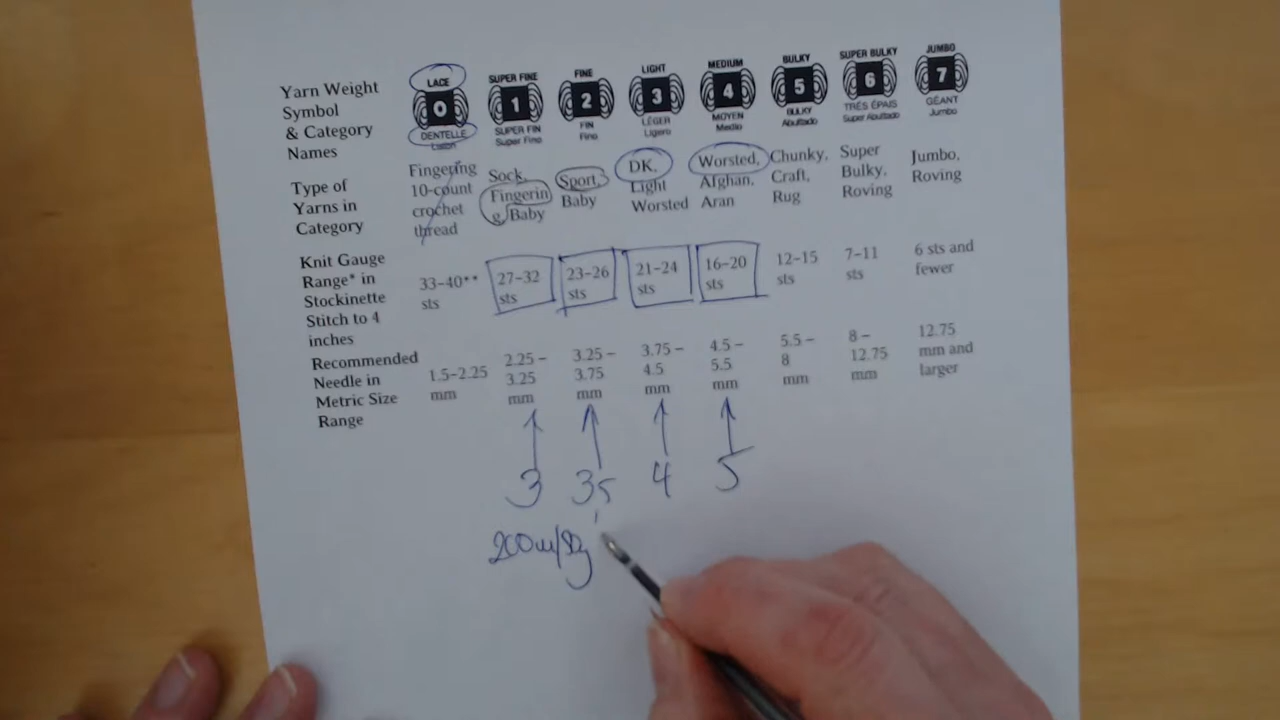 Yarn Weight Symbol & Category Names
LACE 0 DENTELLE
SUPER FINE 1 SUPER FIN Super Fino
FINE 2 FIN Fino
LIGHT 3 LÉGER Ligero
MEDIUM 4 MOYEN Medio
BULKY 5 BULKY Abultado
SUPER BULKY 6 TRÉS ÉPAIS Super Abultado
JUMBO 7 GÉANT Jumbo
Type of Yarns in Category
Fingering 10-count crochet thread
Sock, Fingering, Baby
Sport, Baby
DK, Light Worsted
Worsted, Afghan, Aran
Chunky, Craft, Rug
Super Bulky, Roving
Jumbo, Roving
Knit Gauge Range* in Stockinette Stitch to 4 inches
33–40** sts
27–32 sts
23–26 sts
21–24 sts
16–20 sts
12–15 sts
7–11 sts
6 sts and fewer
Recommended Needle in Metric Size Range
1.5–2.25 mm
2.25–3.25 mm
3.25–3.75 mm
3.75–4.5 mm
4.5–5.5 mm
5.5–8 mm
8–12.75 mm
12.75 mm and larger
3 35 4 5
200m/50g